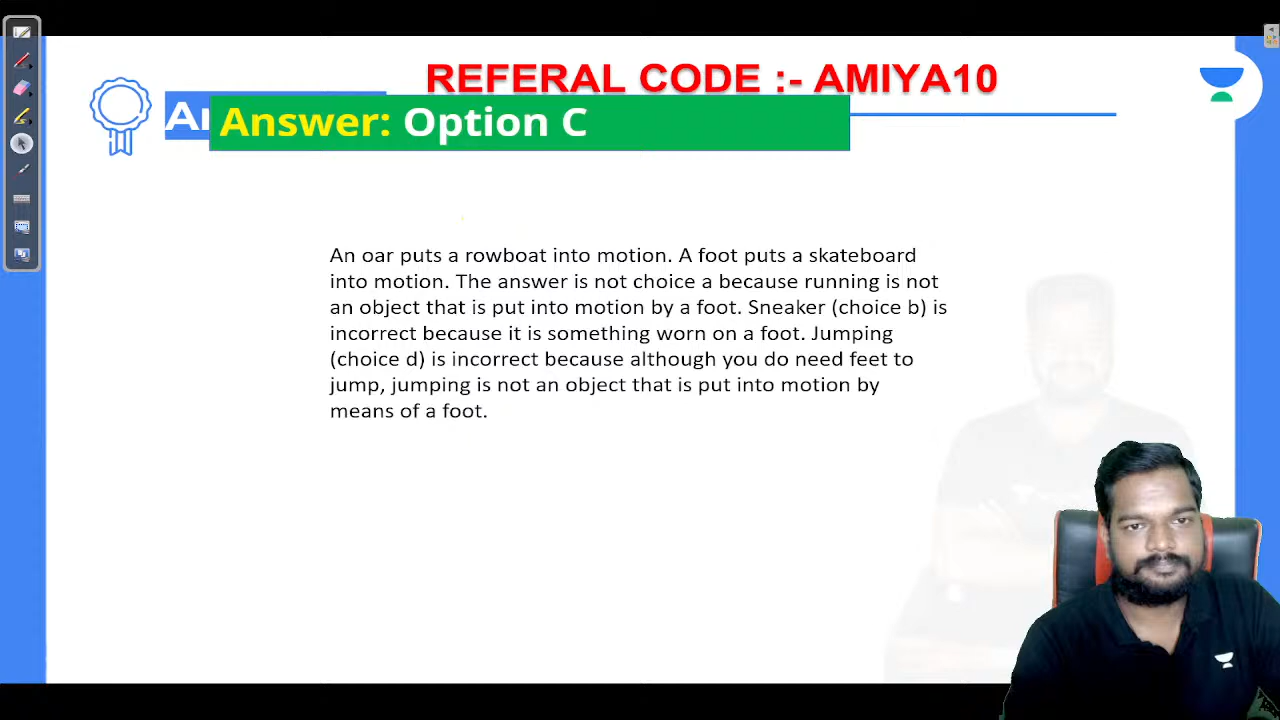 REFERAL CODE :- AMIYA10
Answer: Option C
An oar puts a rowboat into motion. A foot puts a skateboard
into motion. The answer is not choice a because running is not
an object that is put into motion by a foot. Sneaker (choice b) is
incorrect because it is something worn on a foot. Jumping
(choice d) is incorrect because although you do need feet to
jump, jumping is not an object that is put into motion by
means of a foot.